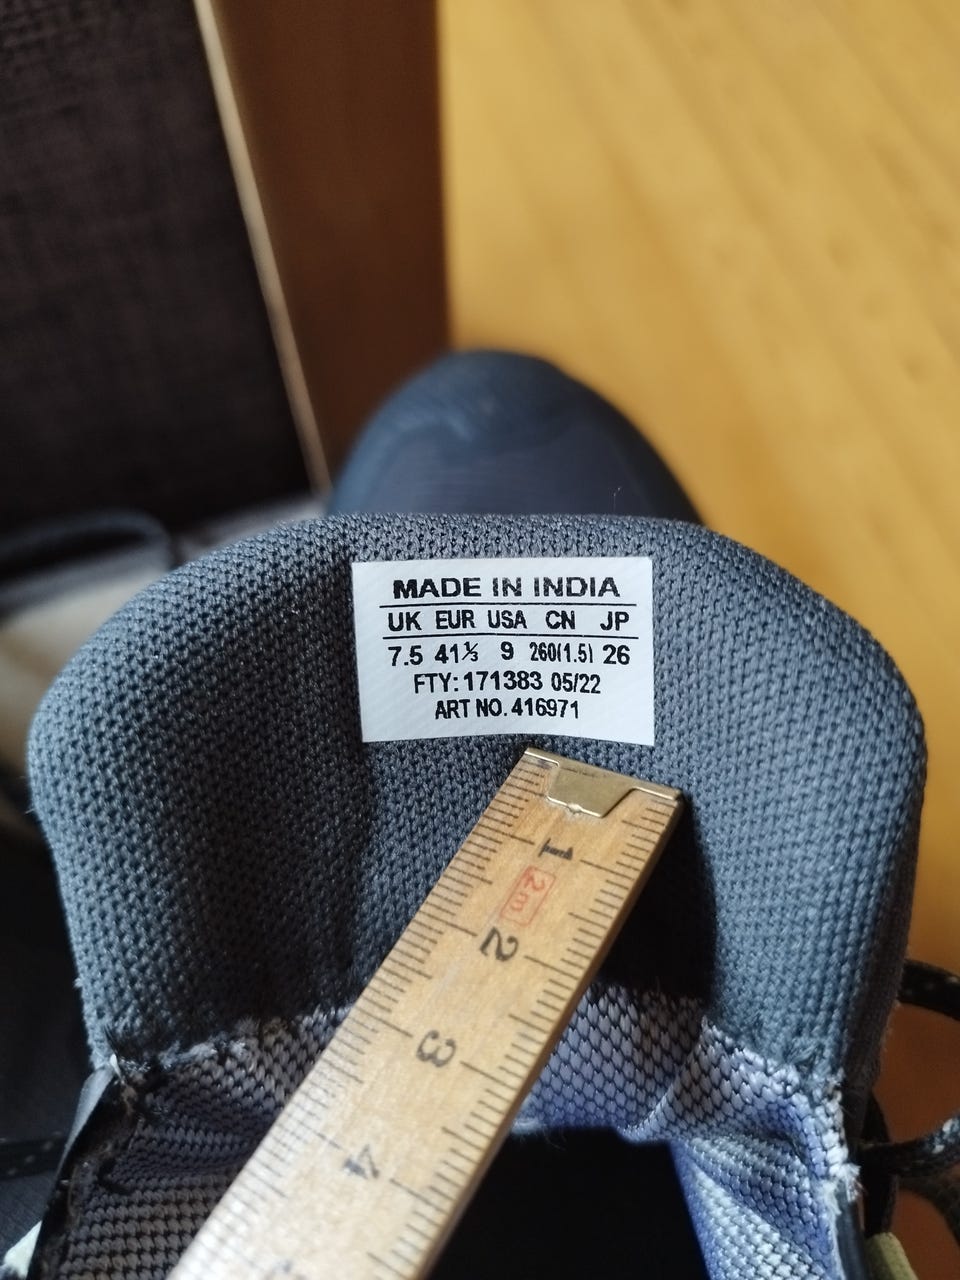 MADE IN INDIA
UK EUR USA CN JP
7.5 41⅓ 9 260(1.5) 26
FTY: 171383 05/22
ART NO. 416971
1
2m
2
3
4